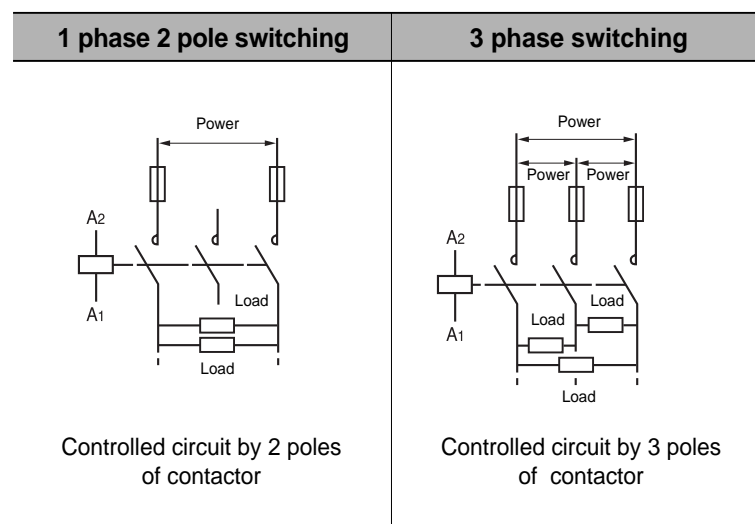 1 phase 2 pole switching
3 phase switching
Power
A2
A1
Load
Load
Controlled circuit by 2 poles
of contactor
Power
Power
Power
A2
A1
Load
Load
Load
Controlled circuit by 3 poles
of contactor